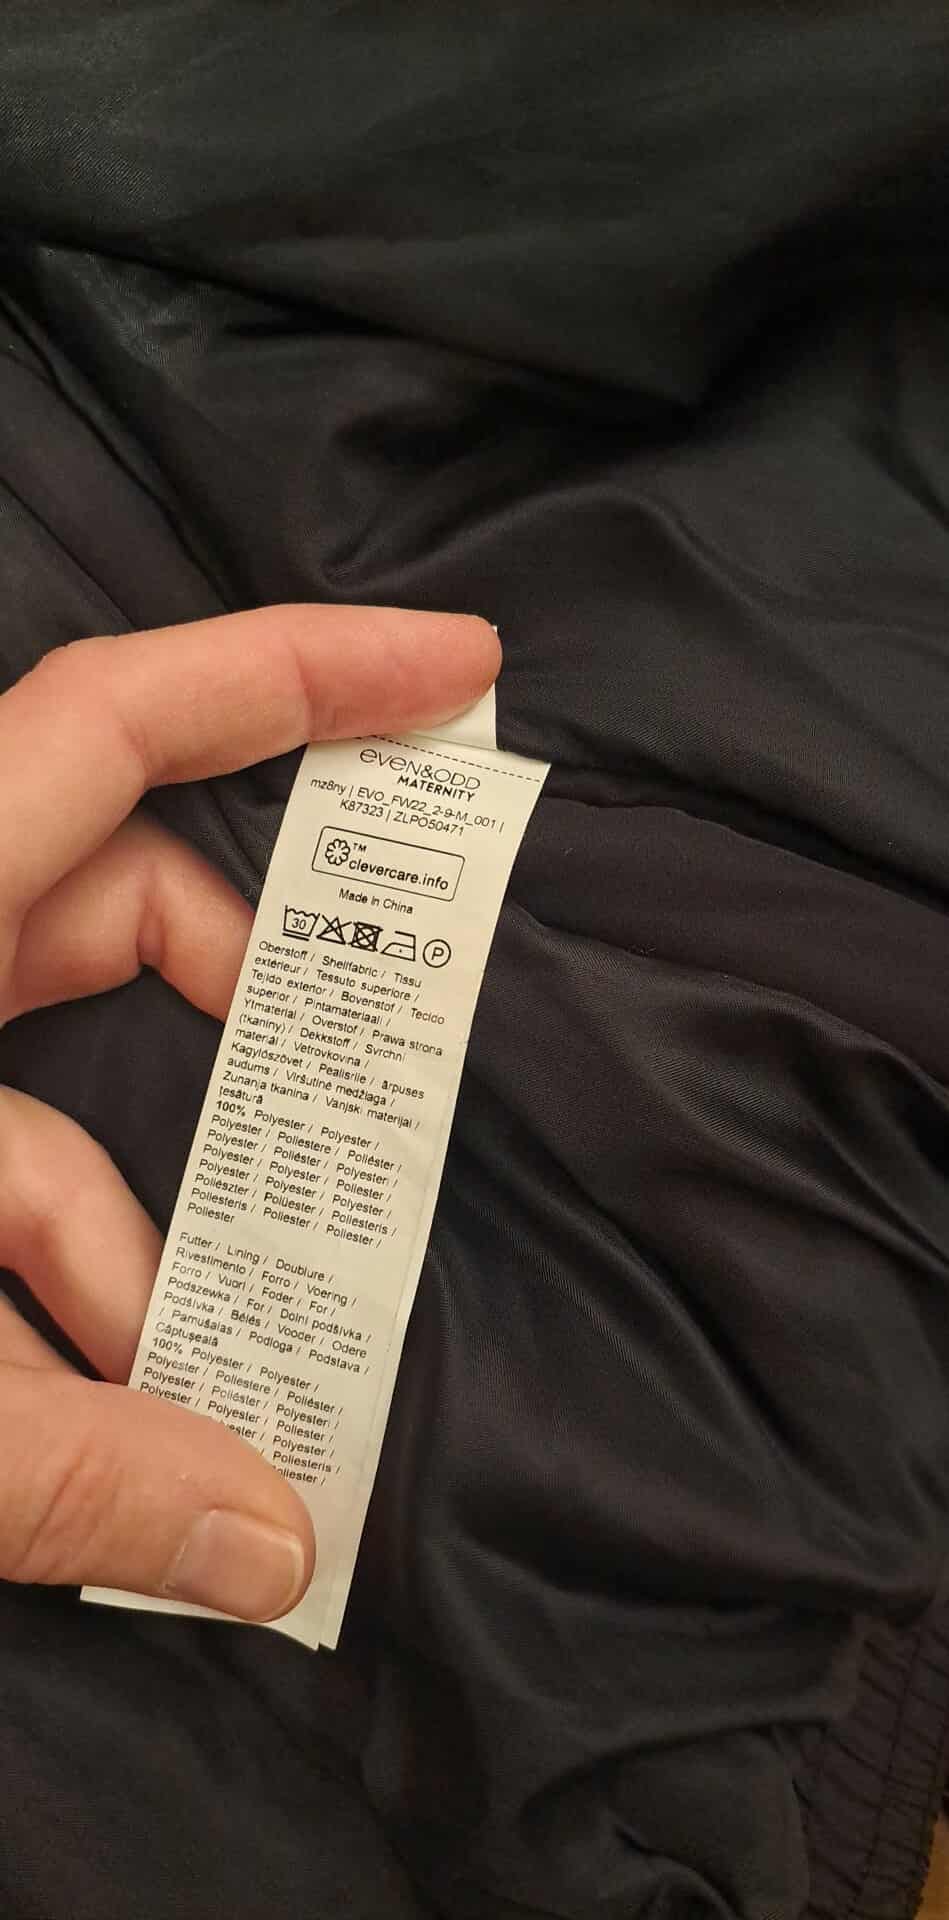 even&odd
MATERNITY
mz8ny | EVO_FW22_2-9-M_001 |
K87323 | ZLPO50471
™
clevercare.info
Made In China
30 P
Oberstoff / Shellfabric / Tissu
extérieur / Tessuto superiore /
Tejido exterior / Bovenstof / Tecido
superior / Pintamateriaali /
Ytmaterial / Overstof / Prawa strona
(tkaniny) / Dekkstoff / Svrchní
materiál / Vetrovkovina /
Kagylószövet / Pealisriie / ārpuses
audums / Viršutinė medžiaga /
Zunanja tkanina / Vanjski materijal /
Țesătură
100% Polyester / Polyester /
Polyester / Poliestere / Poliéster /
Polyester / Poliéster / Polyesteri /
Polyester / Polyester / Poliester /
Polyester / Polyester / Polyester /
Poliészter / Polüester / Poliesteris /
Poliesteris / Poliester / Poliester /
Poliester
Futter / Lining / Doublure /
Rivestimento / Forro / Voering /
Forro / Vuori / Foder / For /
Podszewka / For / Dolní podšívka /
Podšívka / Bélés / Vooder / Odere
/ Pamušalas / Podloga / Podstava /
Căptușeală
100% Polyester / Polyester /
Polyester / Poliestere / Poliéster /
Polyester / Poliéster / Polyesteri /
Polyester / Polyester / Poliester /
Polyester /
/ Poliesteris /
/